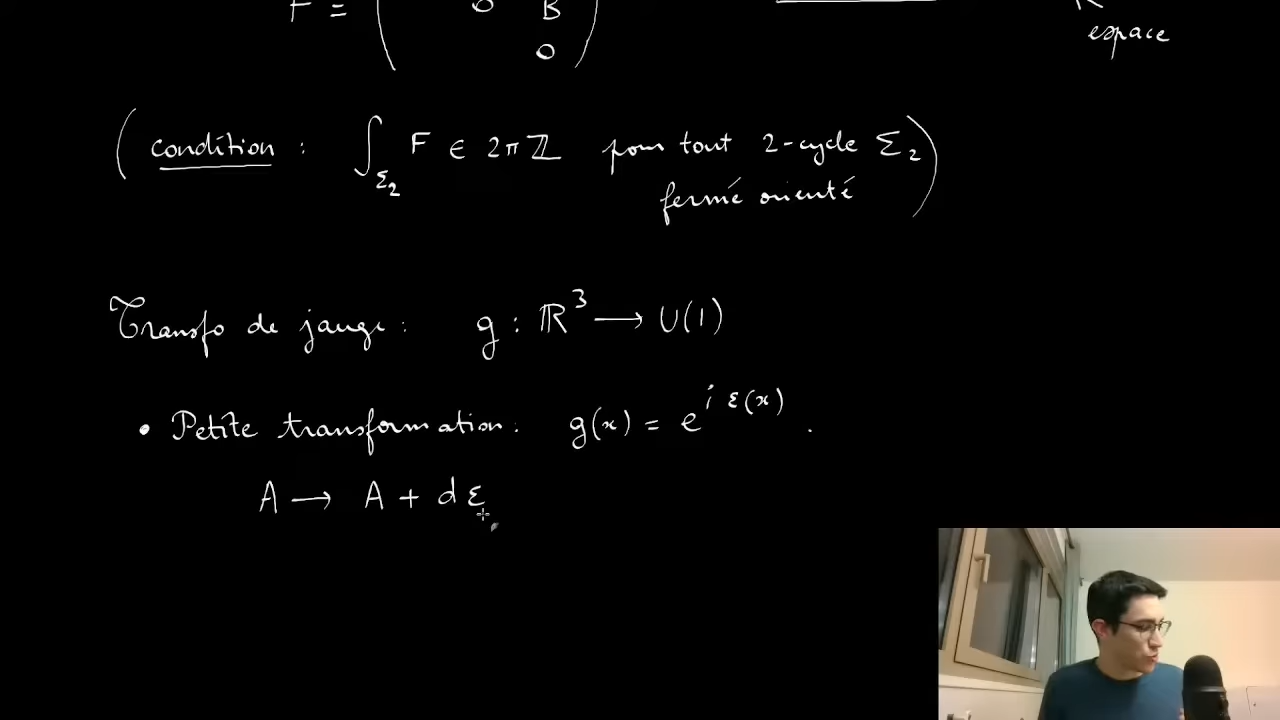 F = ( 0 B
0 )
espace
( condition : ∫_{Σ₂} F ∈ 2π ℤ pour tout 2-cycle Σ₂
fermé orienté )
Transfo de jauge : g : ℝ³ ⟶ U(1)
• Petite transformation : g(x) = e^{i ε(x)} .
A ⟶ A + dε